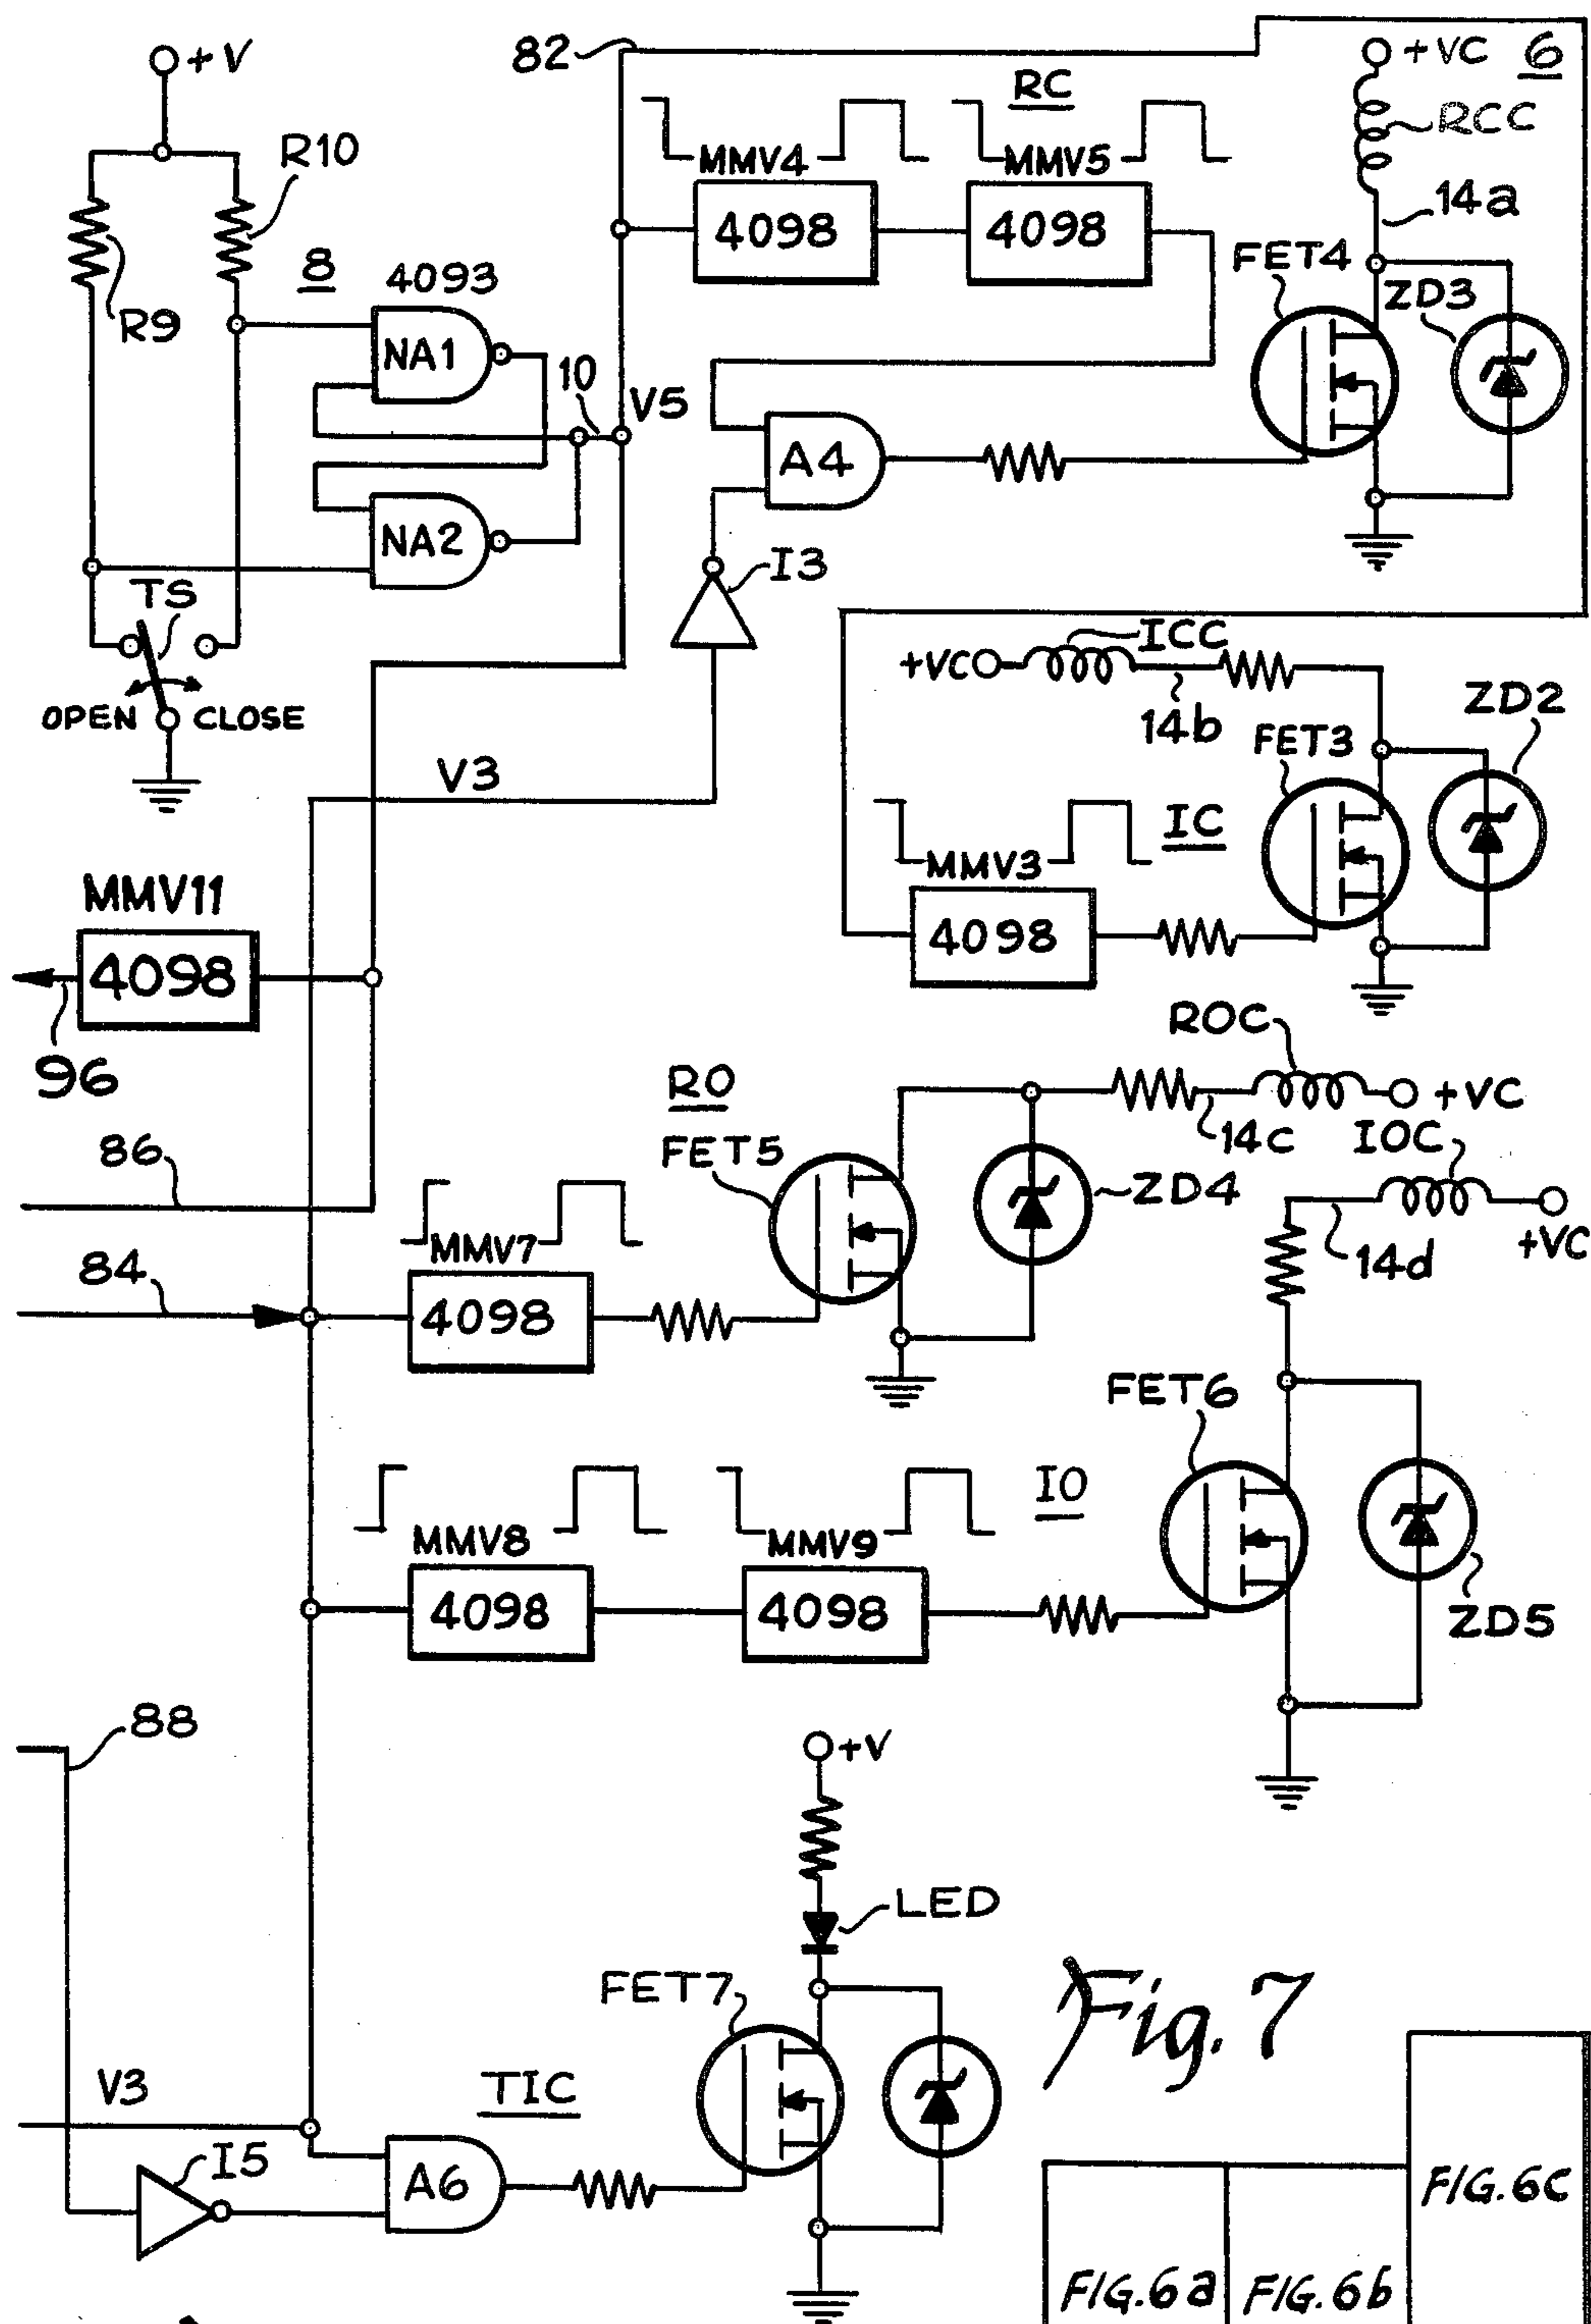 +V
82
RC
+VC
6
RCC
R10
MMV4
MMV5
14a
4098
4098
8
4093
FET4
ZD3
R9
NA1
10
V5
A4
NA2
TS
I3
OPEN
CLOSE
ICC
+VC
14b
ZD2
FET3
V3
IC
MMV3
4098
MMV11
4098
96
ROC
RO
+VC
14c
IOC
86
FET5
ZD4
MMV7
+VC
14d
84
4098
FET6
IO
MMV8
MMV9
4098
4098
ZD5
88
+V
LED
FET7
Fig. 7
V3
TIC
I5
A6
FIG.6c
FIG.6a
FIG.6b